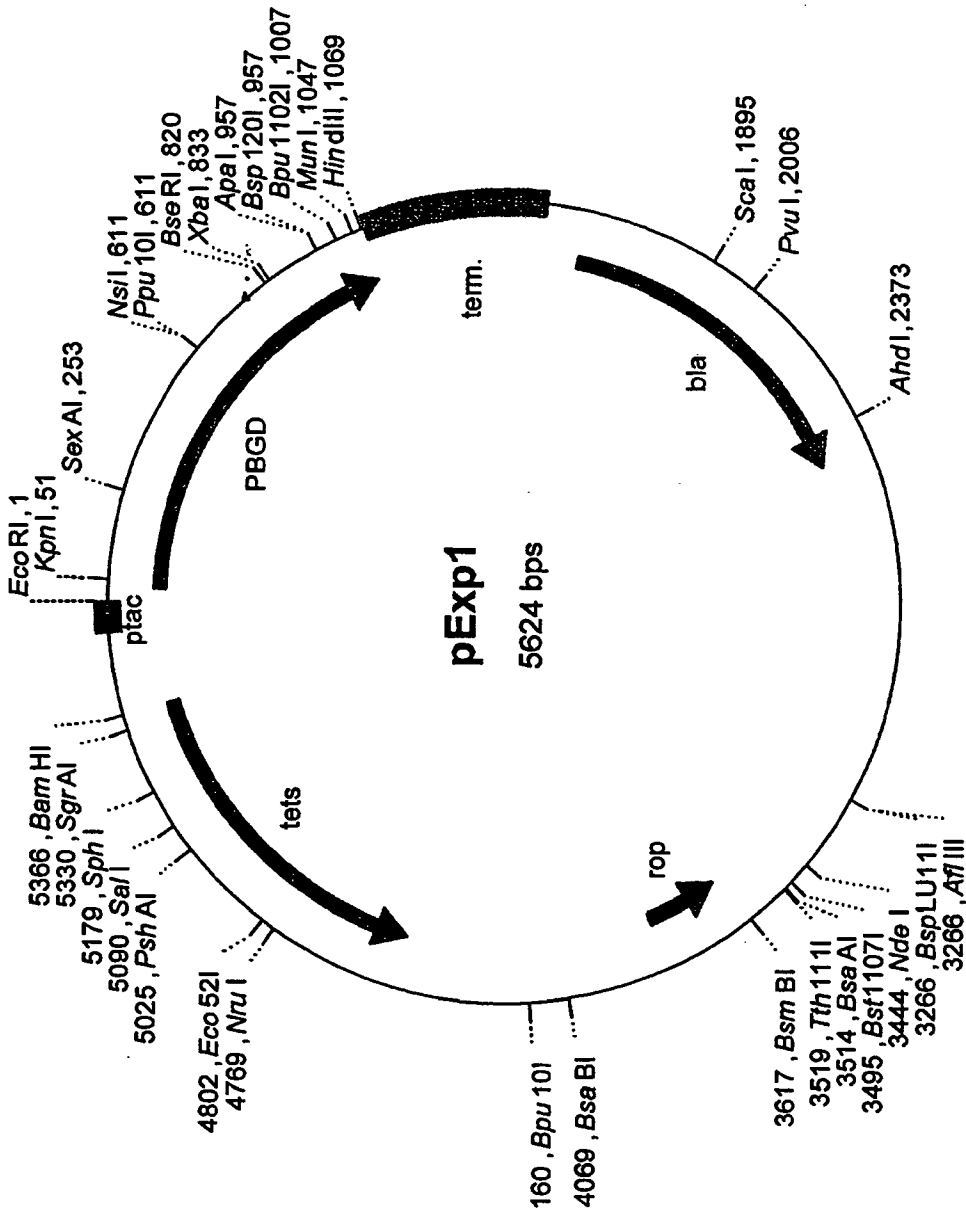 EcoRI, 1
KpnI, 51
SexAI, 253
NsiI, 611
Ppu10I, 611
BseRI, 820
XbaI, 833
ApaI, 957
Bsp120I, 957
Bpu1102I, 1007
MunI, 1047
HindIII, 1069
ScaI, 1895
PvuI, 2006
AhdI, 2373
ptac
PBGD
term.
bla
tets
rop
pExp1
5624 bps
5366, BamHI
5330, SgrAI
5179, SphI
5090, SalI
5025, PshAI
4802, Eco52I
4769, NruI
160, Bpu10I
4069, BsaBI
3617, BsmBI
3519, Tth111I
3514, BsaAI
3495, Bst1107I
3444, NdeI
3266, BspLU11I
3266, AflIII